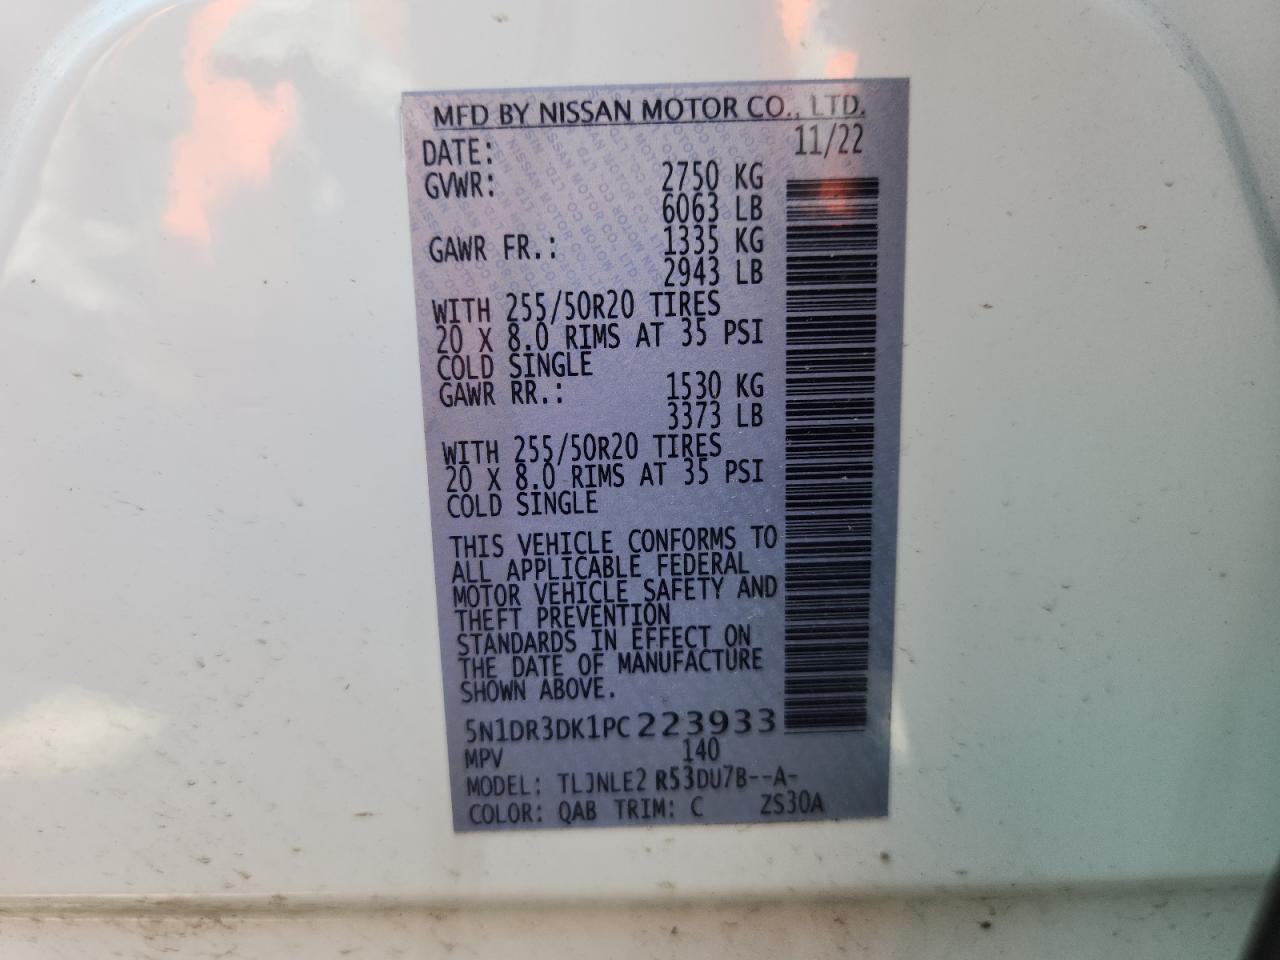 MFD BY NISSAN MOTOR CO., LTD.
DATE: 11/22
GVWR: 2750 KG
6063 LB
GAWR FR.: 1335 KG
2943 LB
WITH 255/50R20 TIRES
20 X 8.0 RIMS AT 35 PSI
COLD SINGLE
GAWR RR.: 1530 KG
3373 LB
WITH 255/50R20 TIRES
20 X 8.0 RIMS AT 35 PSI
COLD SINGLE
THIS VEHICLE CONFORMS TO
ALL APPLICABLE FEDERAL
MOTOR VEHICLE SAFETY AND
THEFT PREVENTION
STANDARDS IN EFFECT ON
THE DATE OF MANUFACTURE
SHOWN ABOVE.
5N1DR3DK1PC223933
MPV 140
MODEL: TLJNLE2 R53DU7B--A-
COLOR: QAB TRIM: C ZS30A